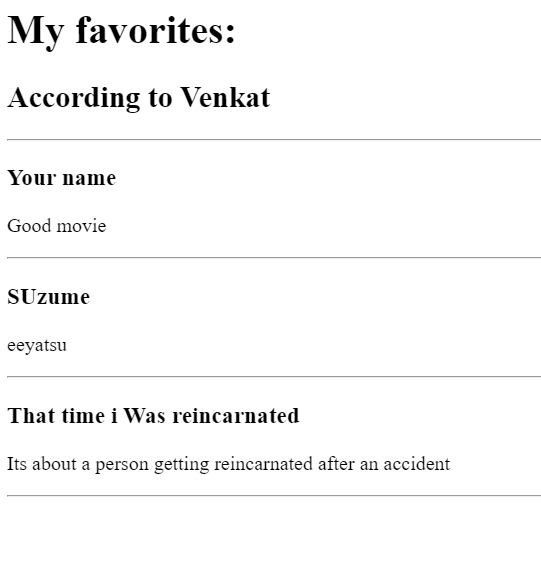 My favorites:
According to Venkat
Your name
Good movie
SUzume
eeyatsu
That time i Was reincarnated
Its about a person getting reincarnated after an accident